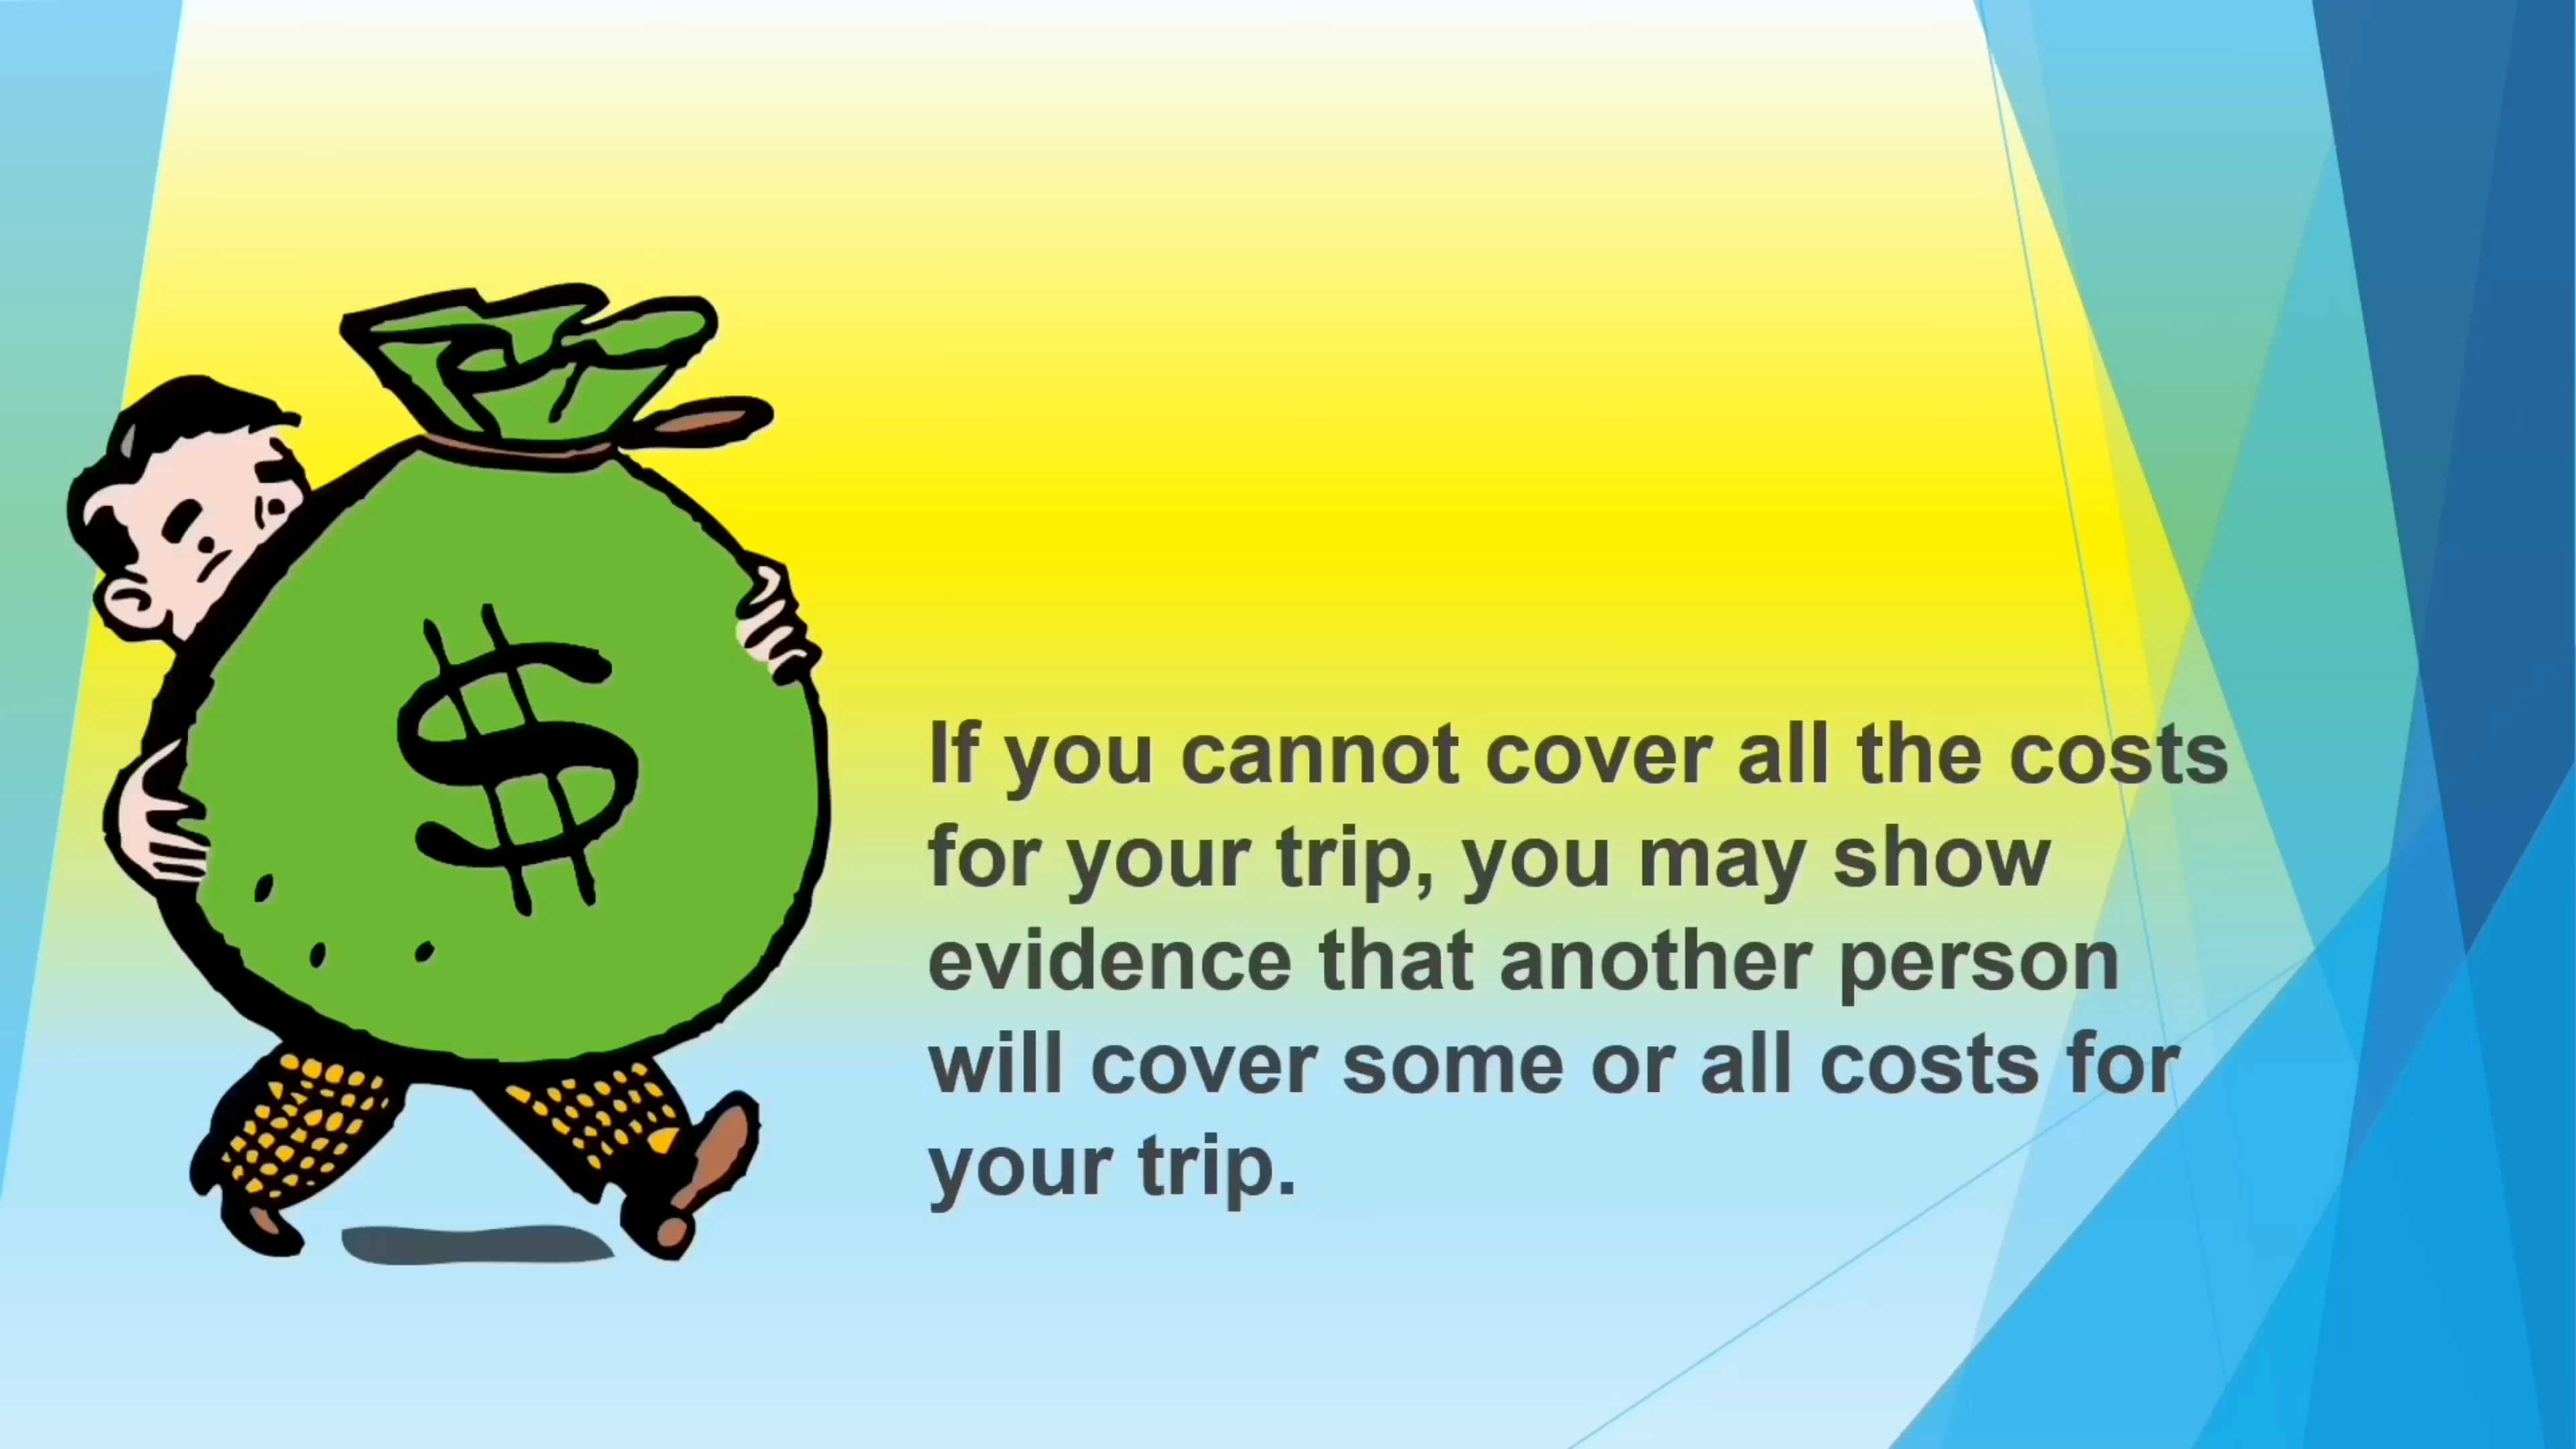 $
If you cannot cover all the costs
for your trip, you may show
evidence that another person
will cover some or all costs for
your trip.